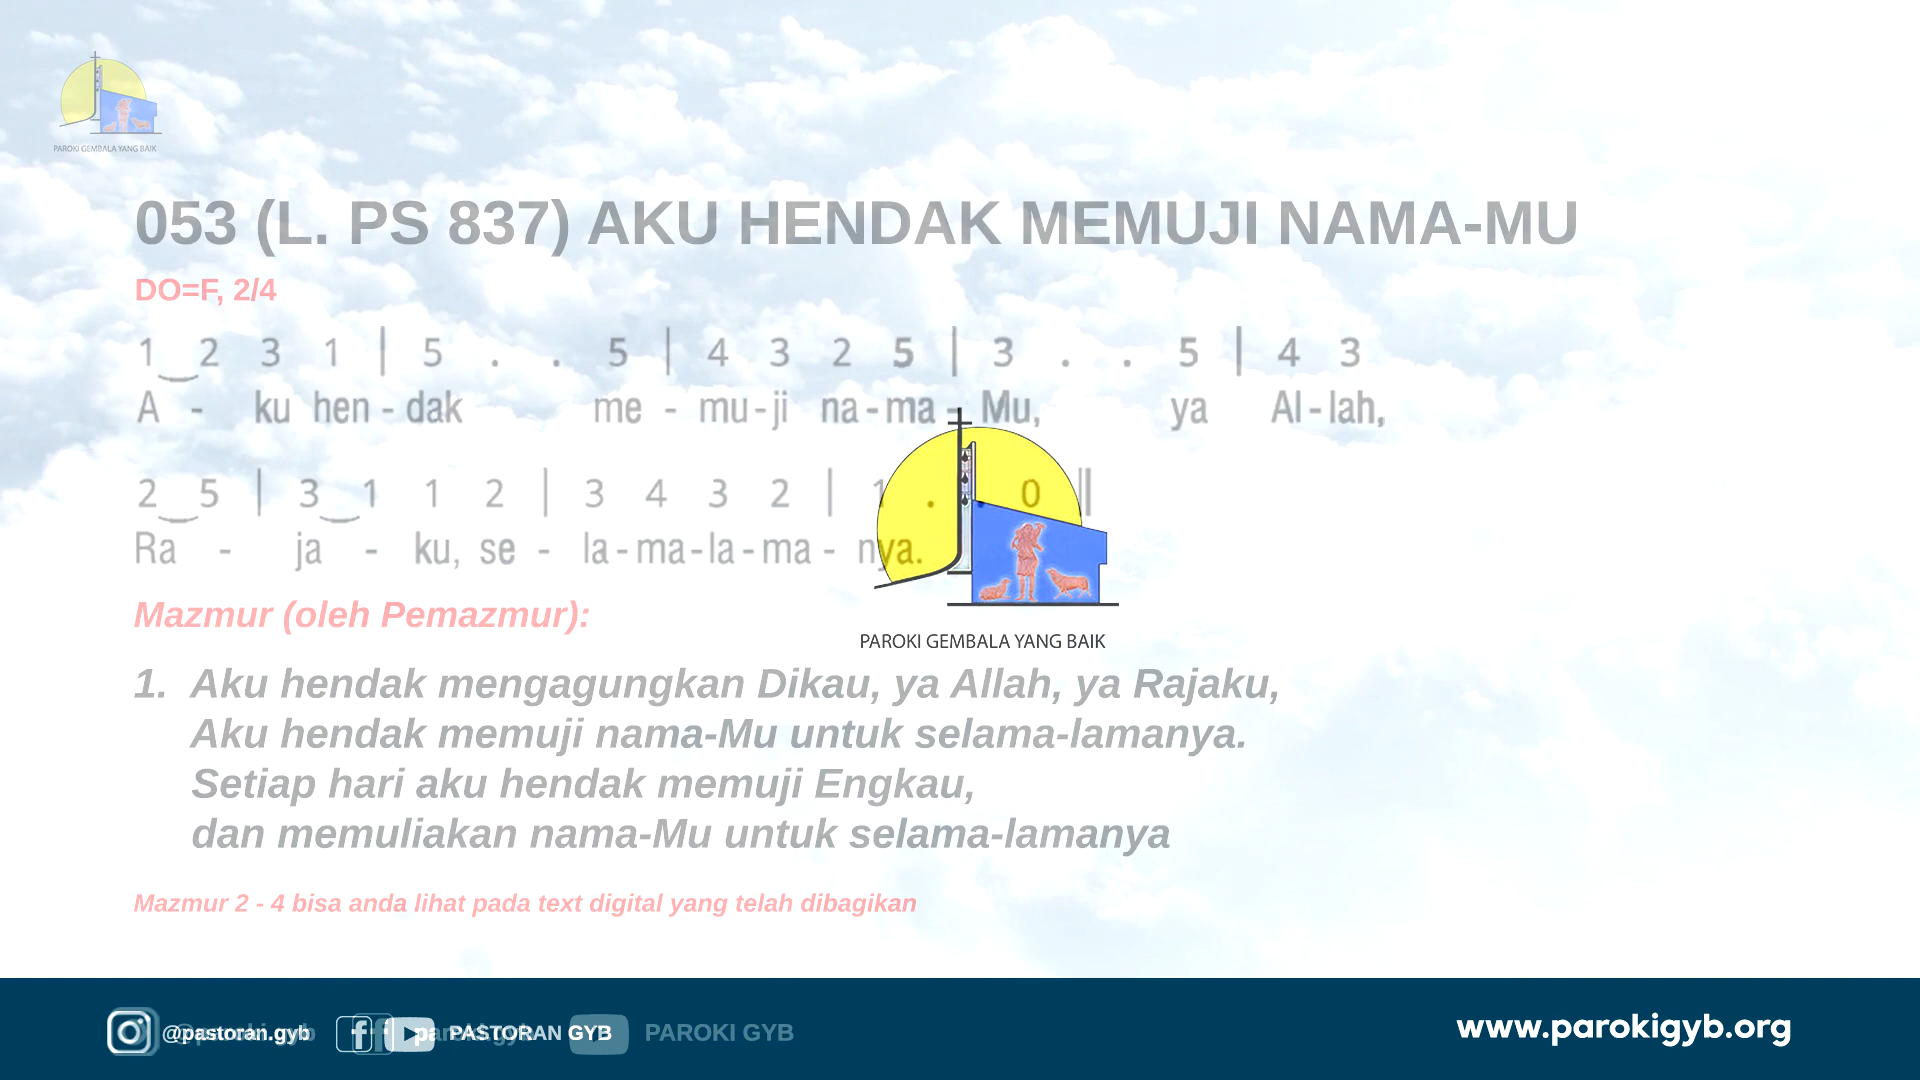 PAROKI GEMBALA YANG BAIK
053 (L. PS 837) AKU HENDAK MEMUJI NAMA-MU
DO=F, 2/4
1 2 3 1 | 5 . . 5 | 4 3 2 5 | 3 . . 5 | 4 3
A - ku hen - dak me - mu - ji na - ma - Mu, ya Al - lah,
2 5 | 3 1 1 2 | 3 4 3 2 | 1 . 0 ||
Ra - ja - ku, se - la - ma - la - ma - nya.
Mazmur (oleh Pemazmur):
PAROKI GEMBALA YANG BAIK
1. Aku hendak mengagungkan Dikau, ya Allah, ya Rajaku,
Aku hendak memuji nama-Mu untuk selama-lamanya.
Setiap hari aku hendak memuji Engkau,
dan memuliakan nama-Mu untuk selama-lamanya
Mazmur 2 - 4 bisa anda lihat pada text digital yang telah dibagikan
@pastoran.gyb PASTORAN GYB PAROKI GYB www.parokigyb.org